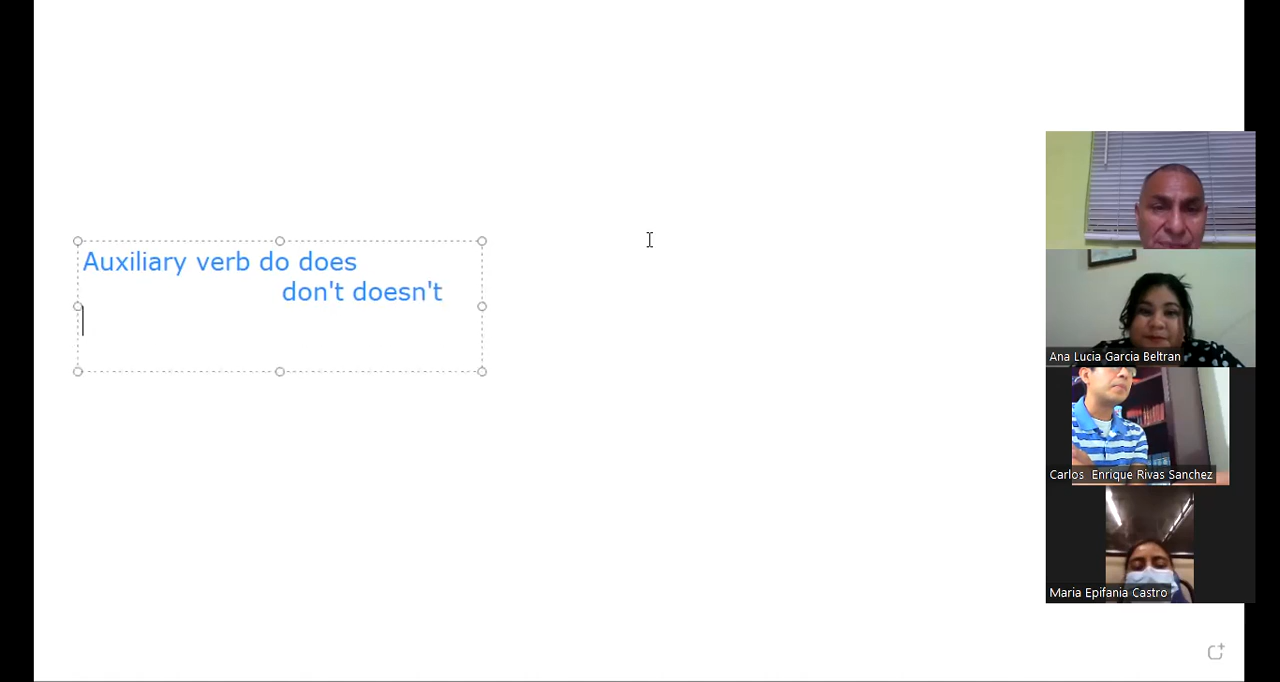 Auxiliary verb do does
don't doesn't
Ana Lucia Garcia Beltran
Carlos Enrique Rivas Sanchez
Maria Epifania Castro